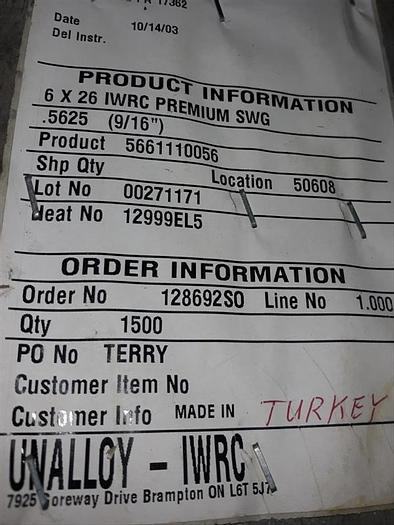 17362
Date 10/14/03
Del Instr.
PRODUCT INFORMATION
6 X 26 IWRC PREMIUM SWG
.5625 (9/16")
Product 5661110056
Shp Qty Location 50608
Lot No 00271171
Heat No 12999EL5
ORDER INFORMATION
Order No 128692SO Line No 1.000
Qty 1500
PO No TERRY
Customer Item No
Customer Info MADE IN TURKEY
UNALLOY - IWRC
7925 Goreway Drive Brampton ON L6T 5J7